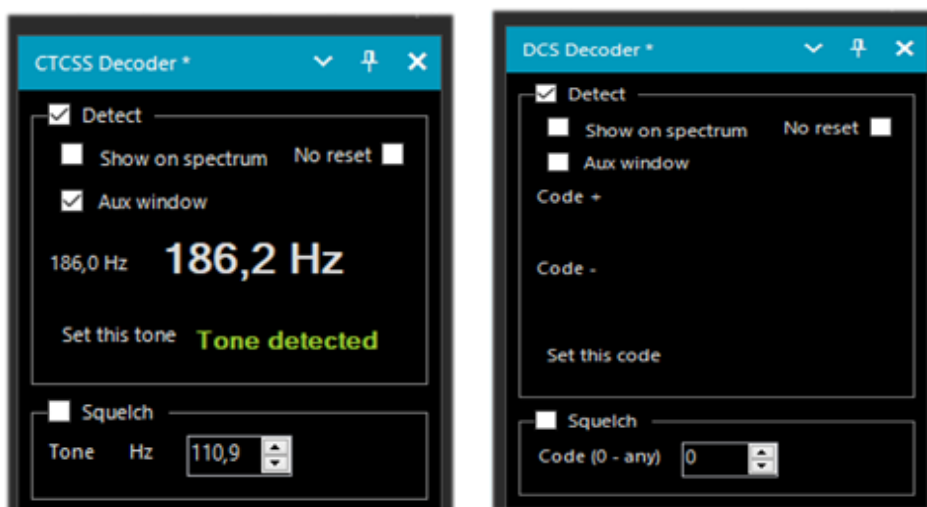 CTCSS Decoder *
Detect
Show on spectrum No reset
Aux window
186,0 Hz 186,2 Hz
Set this tone Tone detected
Squelch
Tone Hz 110,9
DCS Decoder *
Detect
Show on spectrum No reset
Aux window
Code +
Code -
Set this code
Squelch
Code (0 - any) 0